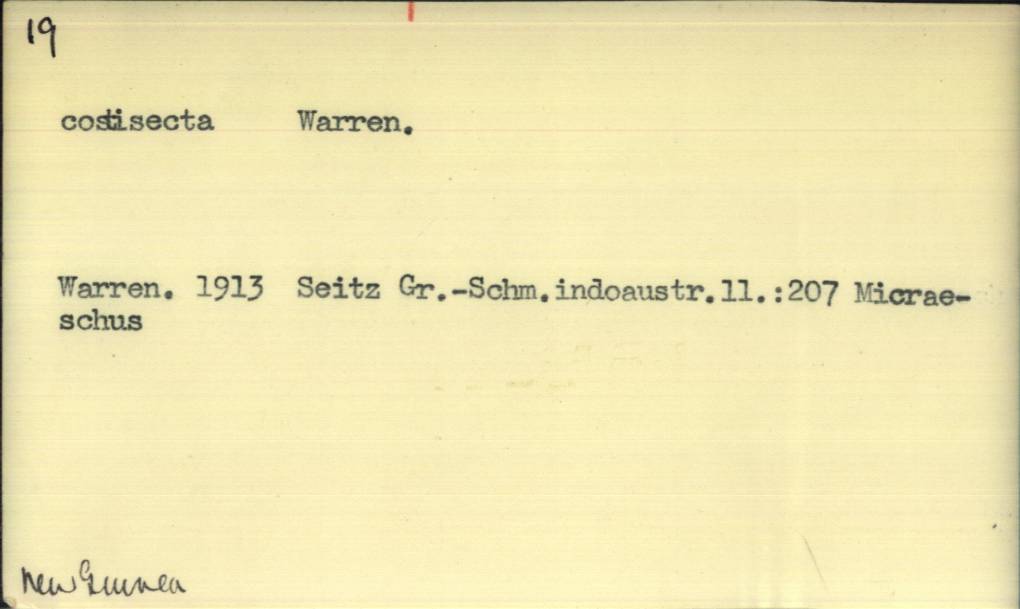 19
costisecta Warren.
Warren. 1913 Seitz Gr.-Schm.indoaustr.11.:207 Micrae-
schus
New Guinea